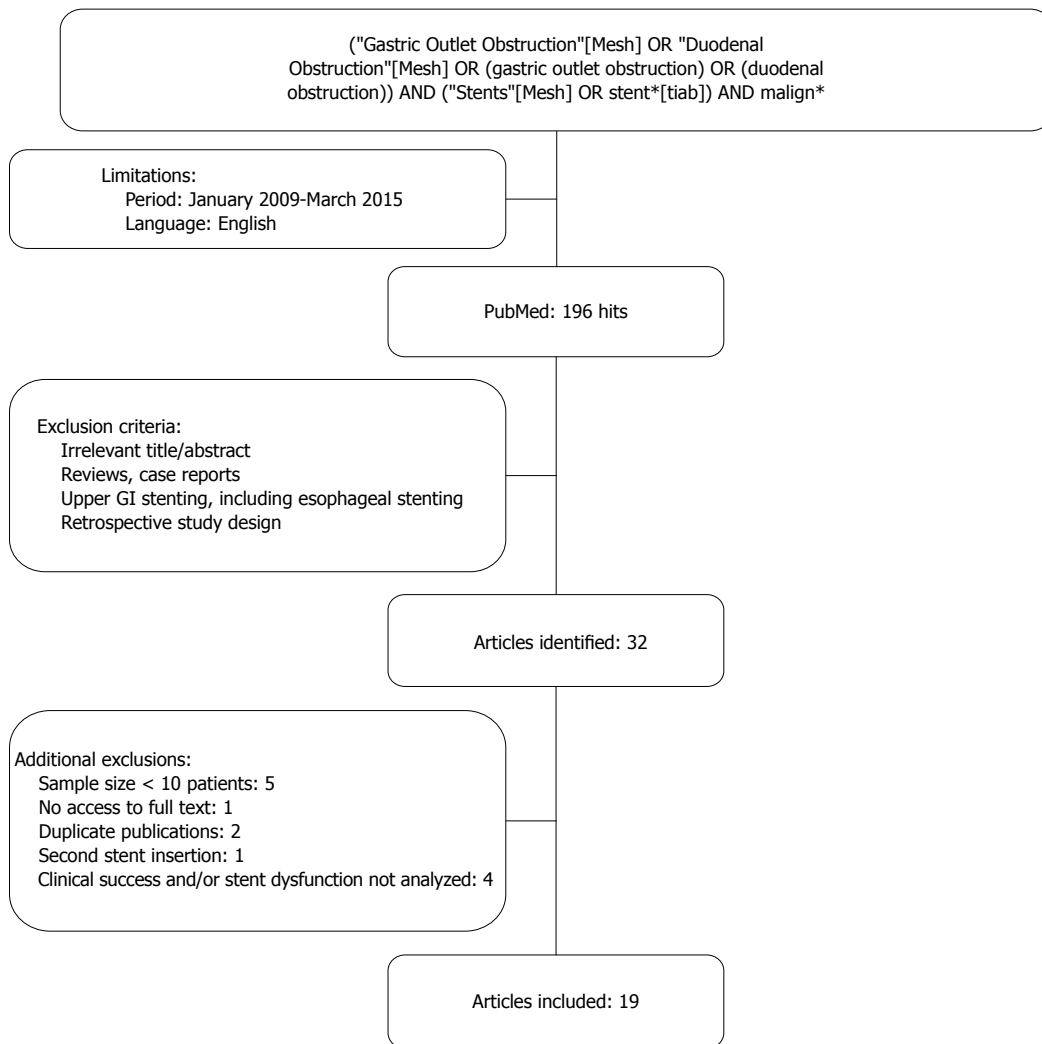 ("Gastric Outlet Obstruction"[Mesh] OR "Duodenal
Obstruction"[Mesh] OR (gastric outlet obstruction) OR (duodenal
obstruction)) AND ("Stents"[Mesh] OR stent*[tiab]) AND malign*
Limitations:
Period: January 2009-March 2015
Language: English
PubMed: 196 hits
Exclusion criteria:
Irrelevant title/abstract
Reviews, case reports
Upper GI stenting, including esophageal stenting
Retrospective study design
Articles identified: 32
Additional exclusions:
Sample size < 10 patients: 5
No access to full text: 1
Duplicate publications: 2
Second stent insertion: 1
Clinical success and/or stent dysfunction not analyzed: 4
Articles included: 19